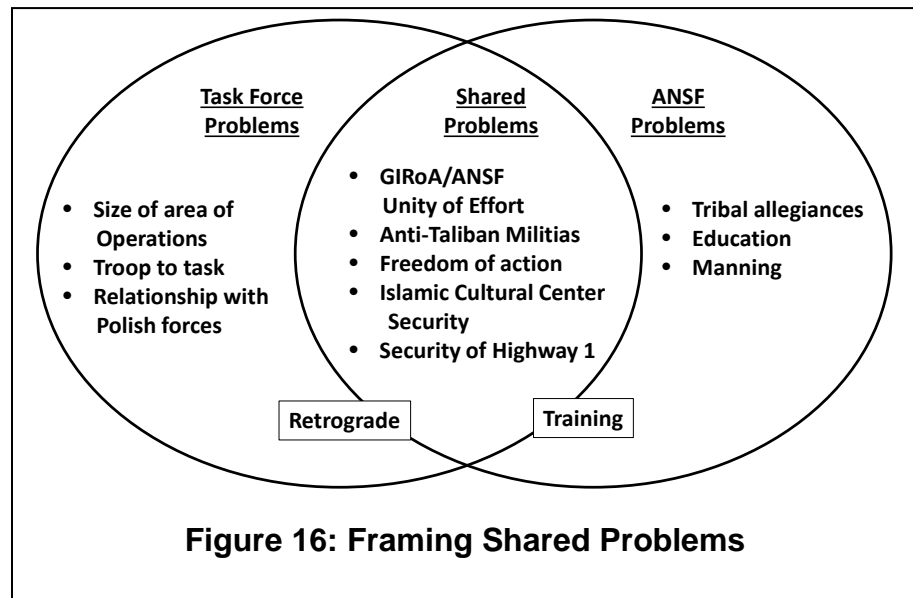 Task Force
Problems
• Size of area of
Operations
• Troop to task
• Relationship with
Polish forces
Shared
Problems
• GIRoA/ANSF
Unity of Effort
• Anti-Taliban Militias
• Freedom of action
• Islamic Cultural Center
Security
• Security of Highway 1
ANSF
Problems
• Tribal allegiances
• Education
• Manning
Retrograde
Training
Figure 16: Framing Shared Problems